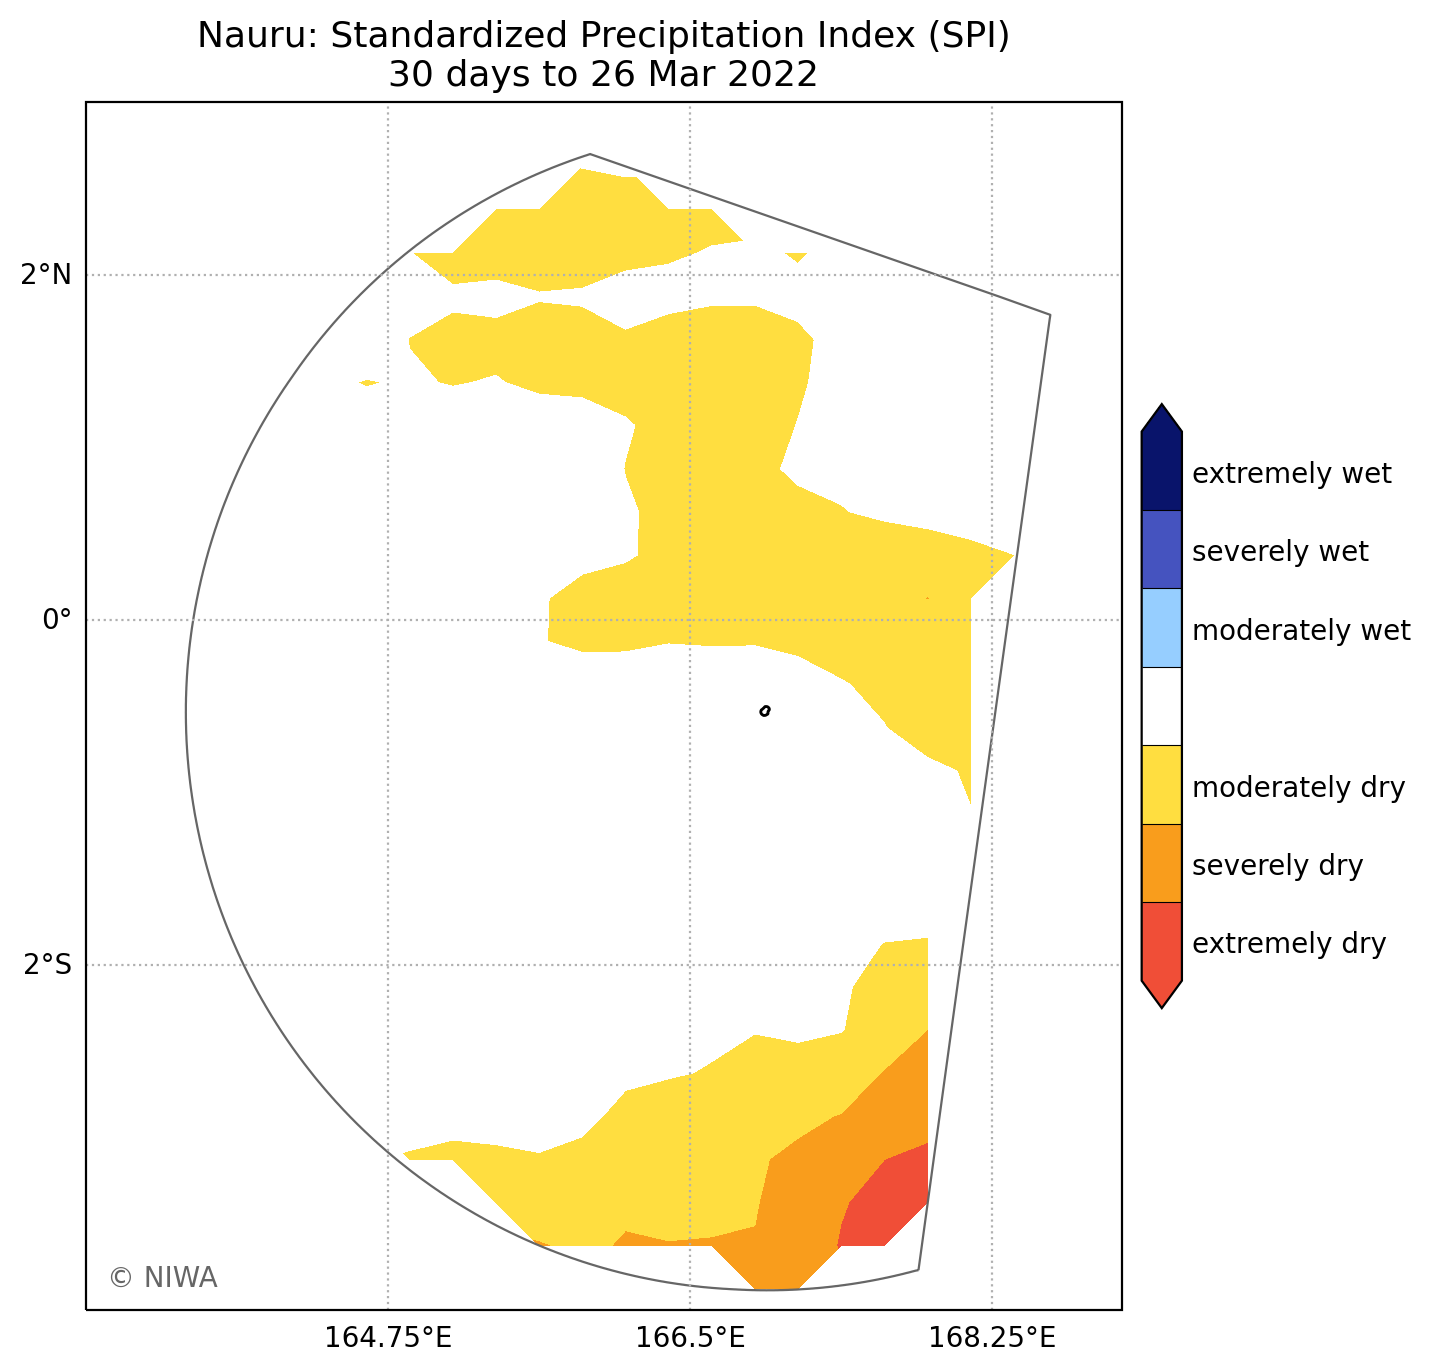 Nauru: Standardized Precipitation Index (SPI)
30 days to 26 Mar 2022
2°N
0°
2°S
164.75°E
166.5°E
168.25°E
extremely wet
severely wet
moderately wet
moderately dry
severely dry
extremely dry
© NIWA